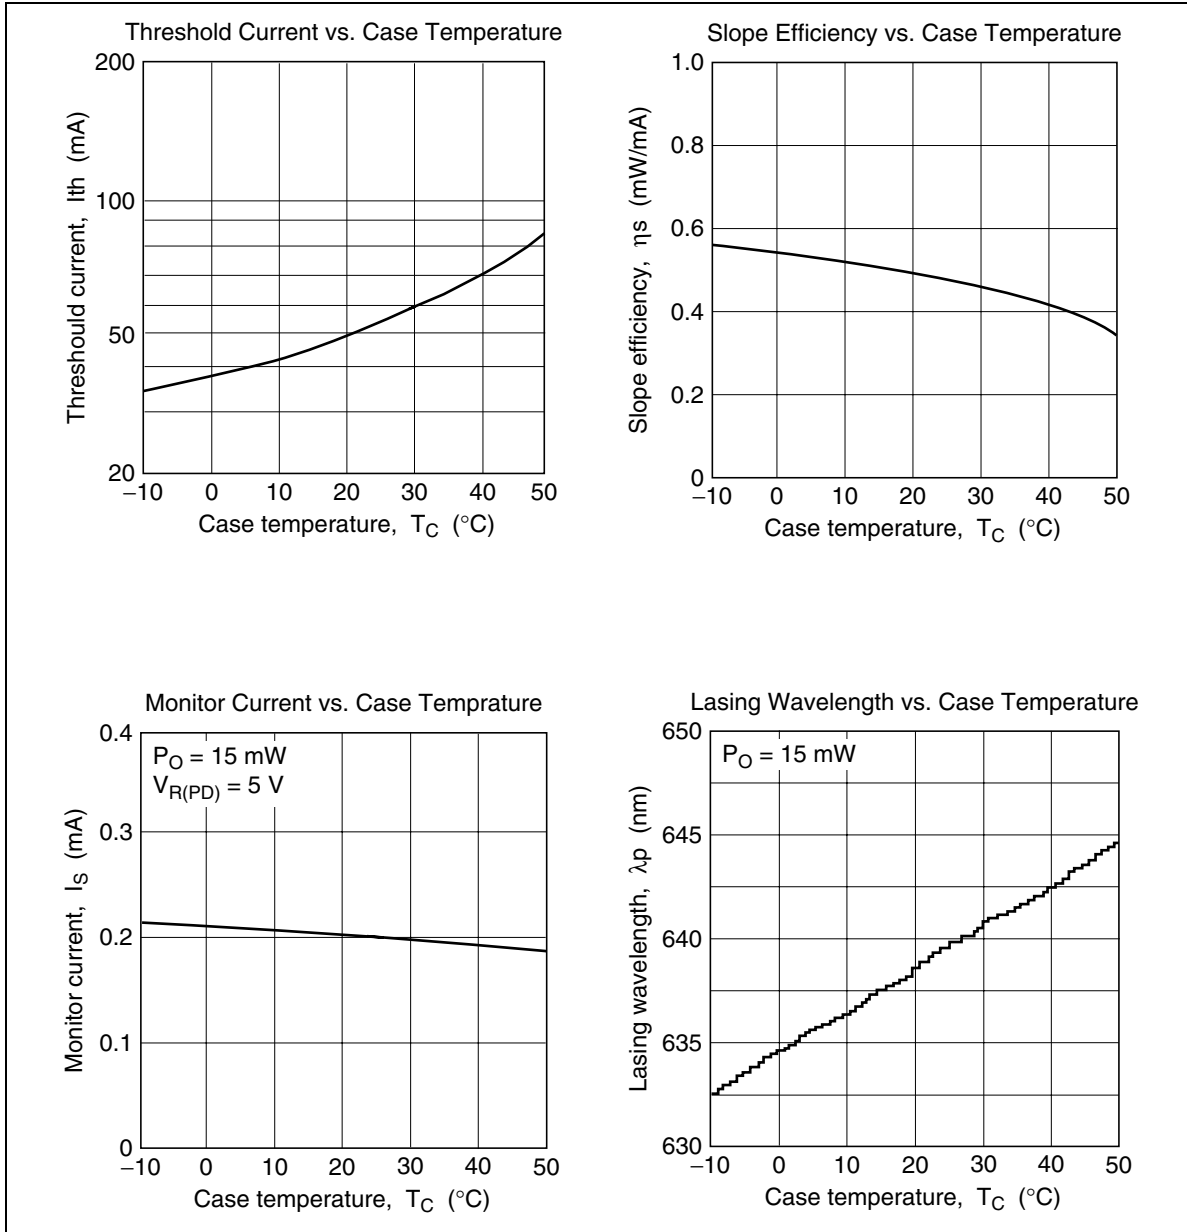 Threshold Current vs. Case Temperature
200
100
50
20
−10 0 10 20 30 40 50
Threshould current, Ith (mA)
Case temperature, TC (°C)
Slope Efficiency vs. Case Temperature
1.0
0.8
0.6
0.4
0.2
0
−10 0 10 20 30 40 50
Slope efficiency, ηs (mW/mA)
Case temperature, TC (°C)
Monitor Current vs. Case Temprature
PO = 15 mW
VR(PD) = 5 V
0.4
0.3
0.2
0.1
0
−10 0 10 20 30 40 50
Monitor current, IS (mA)
Case temperature, TC (°C)
Lasing Wavelength vs. Case Temperature
PO = 15 mW
650
645
640
635
630
−10 0 10 20 30 40 50
Lasing wavelength, λp (nm)
Case temperature, TC (°C)